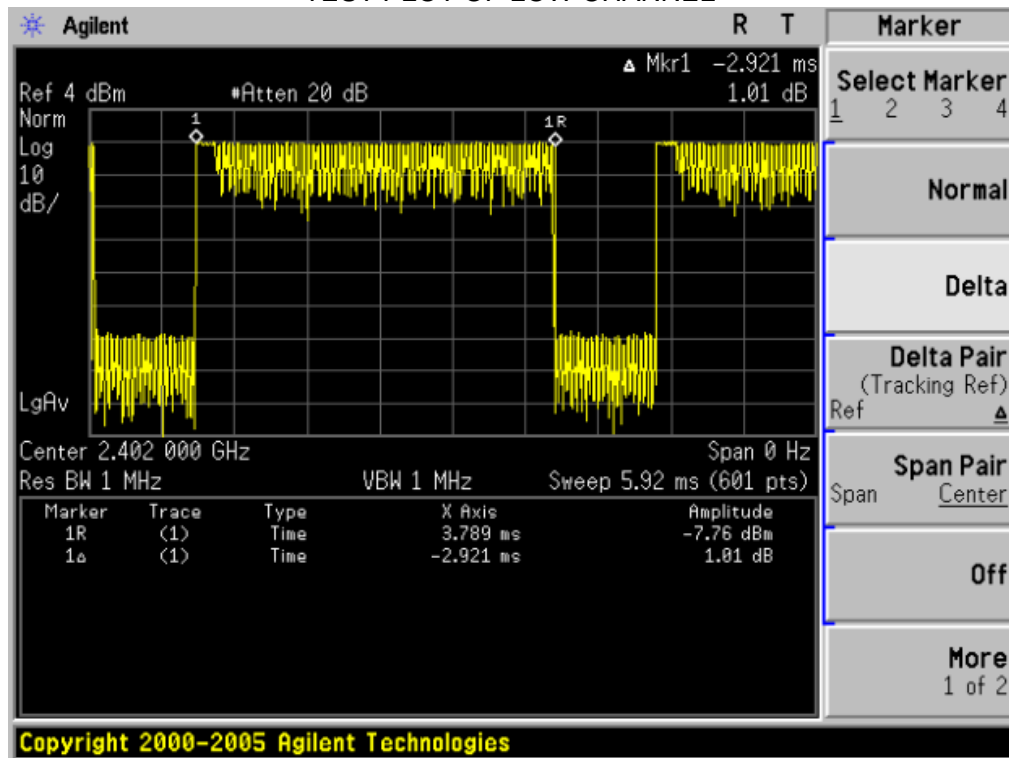 Agilent R T Marker
Δ Mkr1 -2.921 ms
Ref 4 dBm #Atten 20 dB 1.01 dB
Norm
Log
10
dB/
LgAv
1
1R
Center 2.402 000 GHz Span 0 Hz
Res BW 1 MHz VBW 1 MHz Sweep 5.92 ms (601 pts)
Marker Trace Type X Axis Amplitude
1R (1) Time 3.789 ms -7.76 dBm
1Δ (1) Time -2.921 ms 1.01 dB
Select Marker
1 2 3 4
Normal
Delta
Delta Pair
(Tracking Ref)
Ref Δ
Span Pair
Span Center
Off
More
1 of 2
Copyright 2000-2005 Agilent Technologies